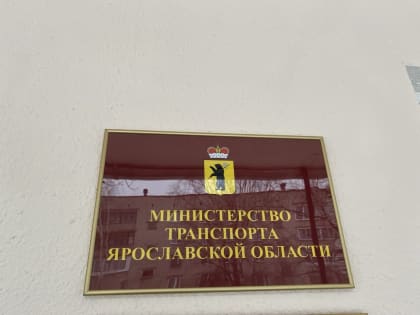 МИНИСТЕРСТВО
ТРАНСПОРТА
ЯРОСЛАВСКОЙ ОБЛАСТИ